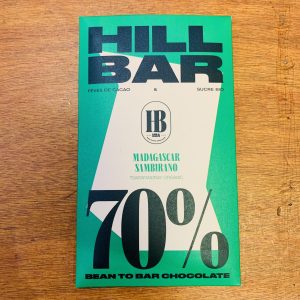 HILL
BAR
FÈVES DE CACAO & SUCRE BIO
HB
MADAGASCAR
SAMBIRANO
70%
BEAN TO BAR CHOCOLATE